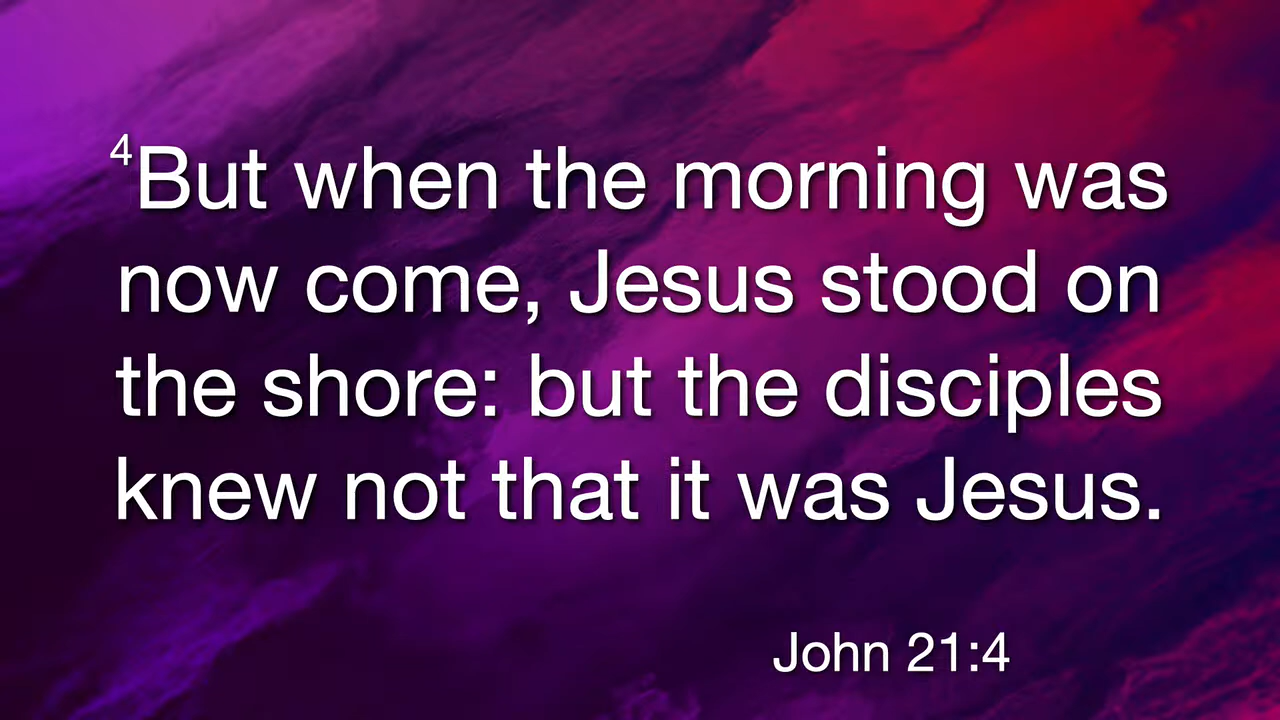 ⁴But when the morning was
now come, Jesus stood on
the shore: but the disciples
knew not that it was Jesus.
John 21:4